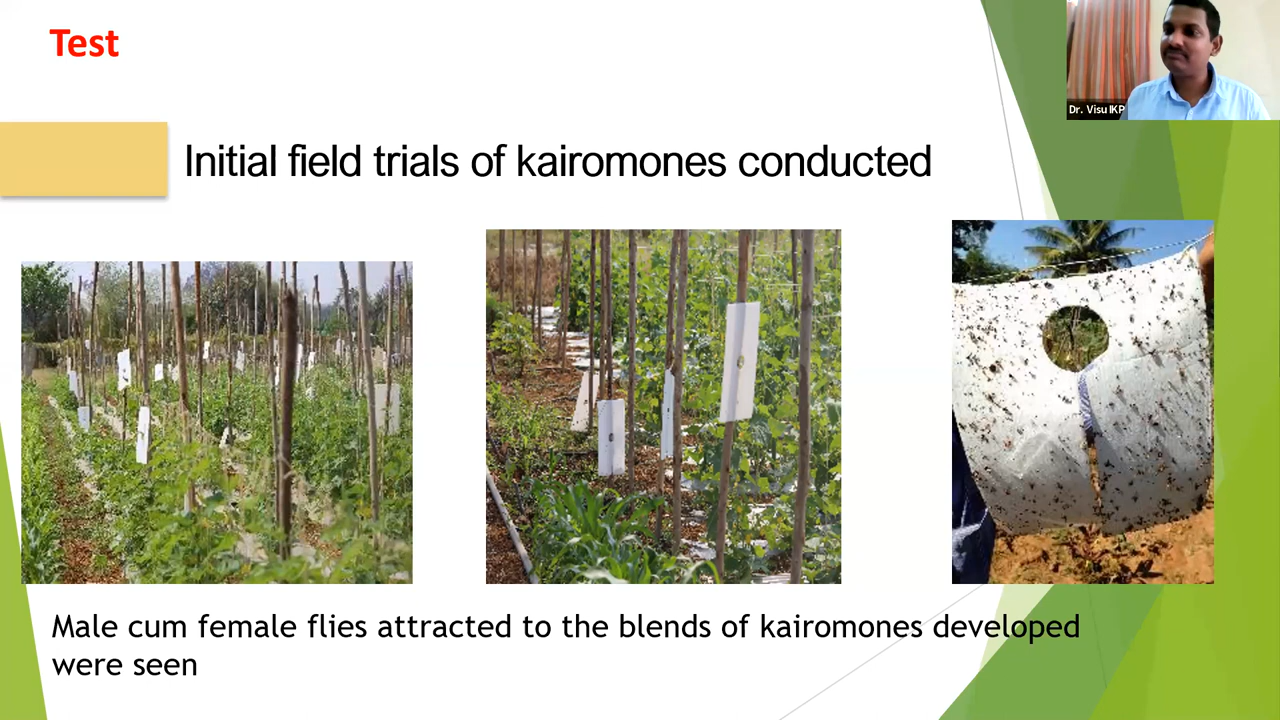 Test
Dr. Visu IKP
Initial field trials of kairomones conducted
Male cum female flies attracted to the blends of kairomones developed
were seen